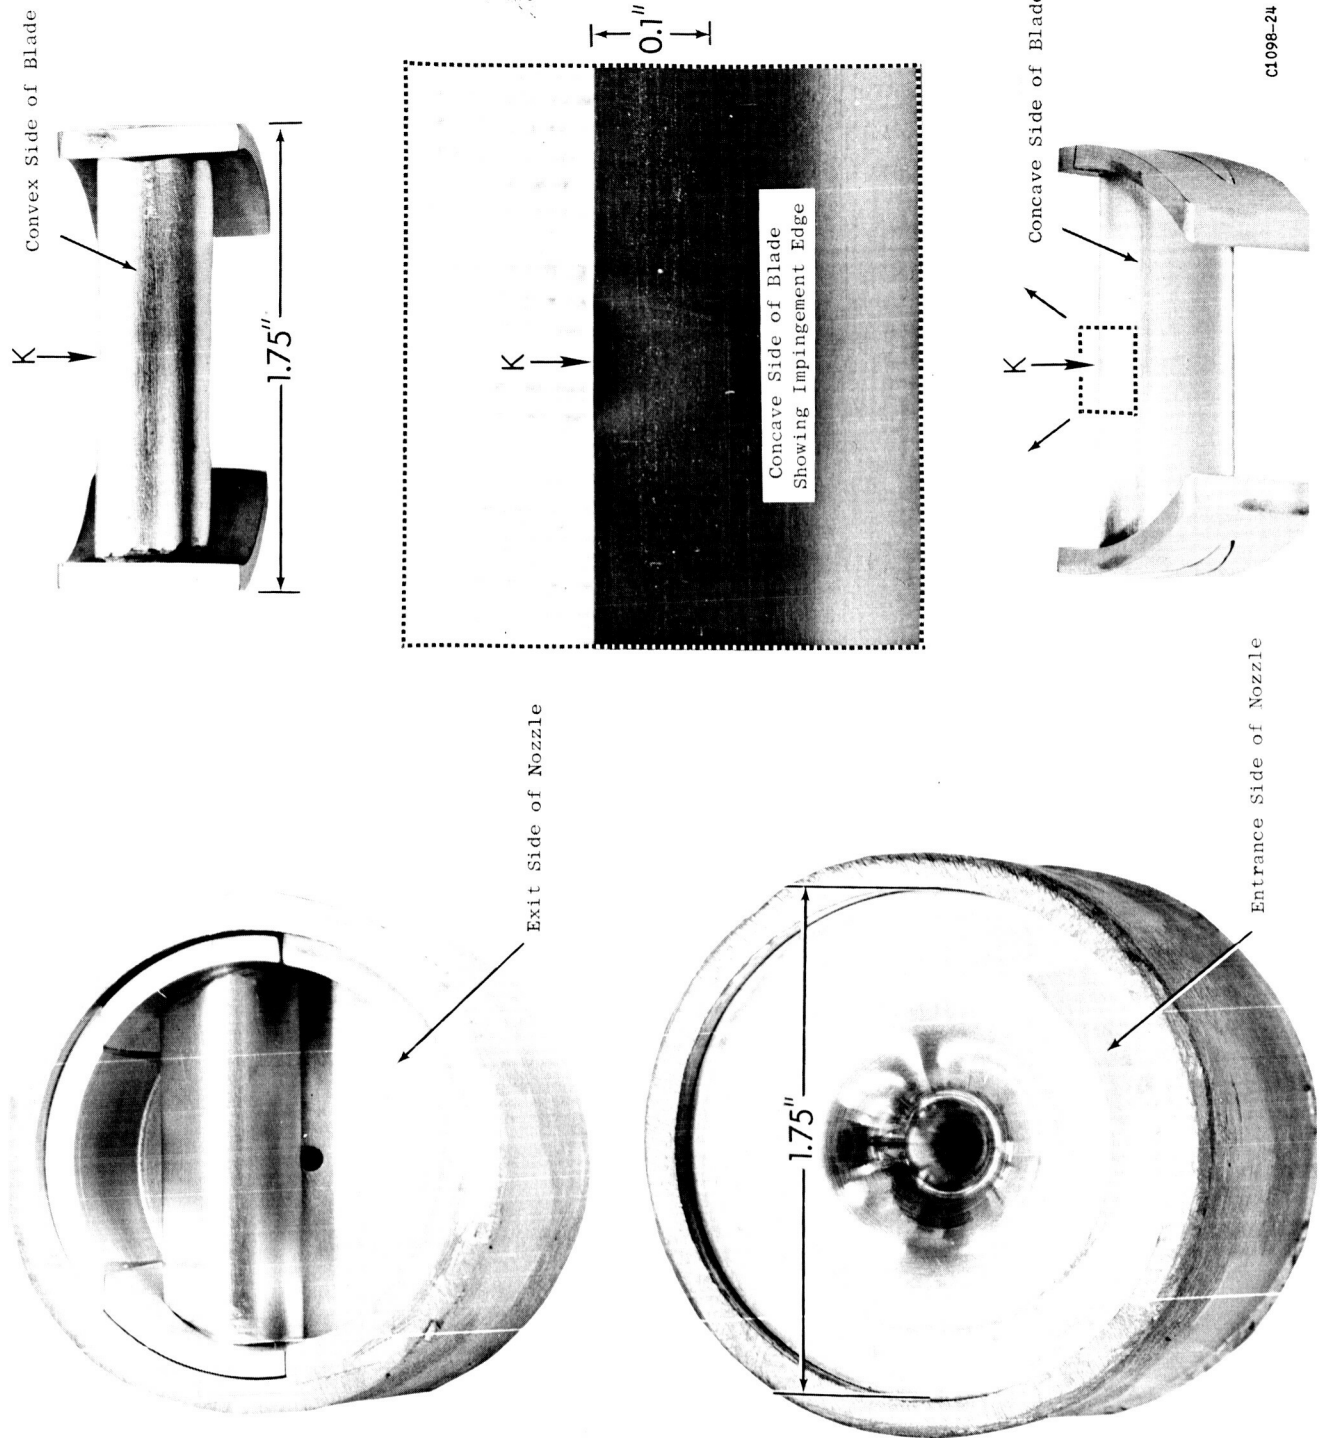 Convex Side of Blade
K
1.75"
K
0.1"
Concave Side of Blade
Showing Impingement Edge
K
Concave Side of Blade
Exit Side of Nozzle
1.75"
Entrance Side of Nozzle
C1098-24